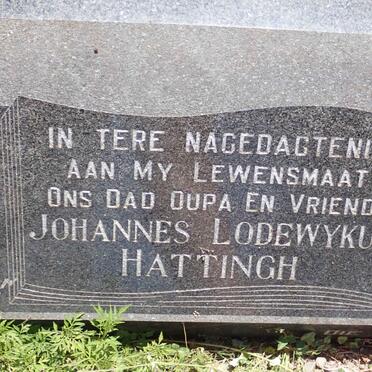 IN TERE NAGEDAGTENI
AAN MY LEWENSMAAT
ONS DAD OUPA EN VRIEND
JOHANNES LODEWYKU
HATTINGH